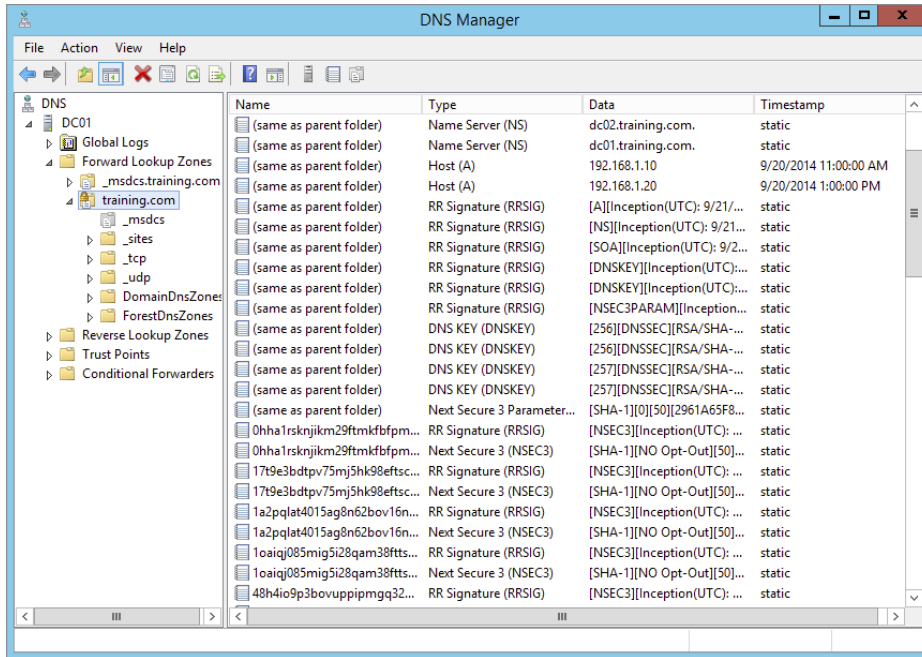 DNS Manager
File Action View Help
DNS
DC01
Global Logs
Forward Lookup Zones
_msdcs.training.com
training.com
_msdcs
_sites
_tcp
_udp
DomainDnsZones
ForestDnsZones
Reverse Lookup Zones
Trust Points
Conditional Forwarders
Name Type Data Timestamp
(same as parent folder) Name Server (NS) dc02.training.com. static
(same as parent folder) Name Server (NS) dc01.training.com. static
(same as parent folder) Host (A) 192.168.1.10 9/20/2014 11:00:00 AM
(same as parent folder) Host (A) 192.168.1.20 9/20/2014 1:00:00 PM
(same as parent folder) RR Signature (RRSIG) [A][Inception(UTC): 9/21/... static
(same as parent folder) RR Signature (RRSIG) [NS][Inception(UTC): 9/21... static
(same as parent folder) RR Signature (RRSIG) [SOA][Inception(UTC): 9/2... static
(same as parent folder) RR Signature (RRSIG) [DNSKEY][Inception(UTC):... static
(same as parent folder) RR Signature (RRSIG) [DNSKEY][Inception(UTC):... static
(same as parent folder) RR Signature (RRSIG) [NSEC3PARAM][Inception... static
(same as parent folder) DNS KEY (DNSKEY) [256][DNSSEC][RSA/SHA-... static
(same as parent folder) DNS KEY (DNSKEY) [256][DNSSEC][RSA/SHA-... static
(same as parent folder) DNS KEY (DNSKEY) [257][DNSSEC][RSA/SHA-... static
(same as parent folder) DNS KEY (DNSKEY) [257][DNSSEC][RSA/SHA-... static
(same as parent folder) Next Secure 3 Parameter... [SHA-1][0][50][2961A65F8... static
0hha1rsknjikm29ftmkfbfpm... RR Signature (RRSIG) [NSEC3][Inception(UTC): ... static
0hha1rsknjikm29ftmkfbfpm... Next Secure 3 (NSEC3) [SHA-1][NO Opt-Out][50]... static
17t9e3bdtpv75mj5hk98eftsc... RR Signature (RRSIG) [NSEC3][Inception(UTC): ... static
17t9e3bdtpv75mj5hk98eftsc... Next Secure 3 (NSEC3) [SHA-1][NO Opt-Out][50]... static
1a2pqlat4015ag8n62bov16n... RR Signature (RRSIG) [NSEC3][Inception(UTC): ... static
1a2pqlat4015ag8n62bov16n... Next Secure 3 (NSEC3) [SHA-1][NO Opt-Out][50]... static
1oaiqj085mig5i28qam38ftts... RR Signature (RRSIG) [NSEC3][Inception(UTC): ... static
1oaiqj085mig5i28qam38ftts... Next Secure 3 (NSEC3) [SHA-1][NO Opt-Out][50]... static
48h4io9p3bovuppipmgq32... RR Signature (RRSIG) [NSEC3][Inception(UTC): ... static